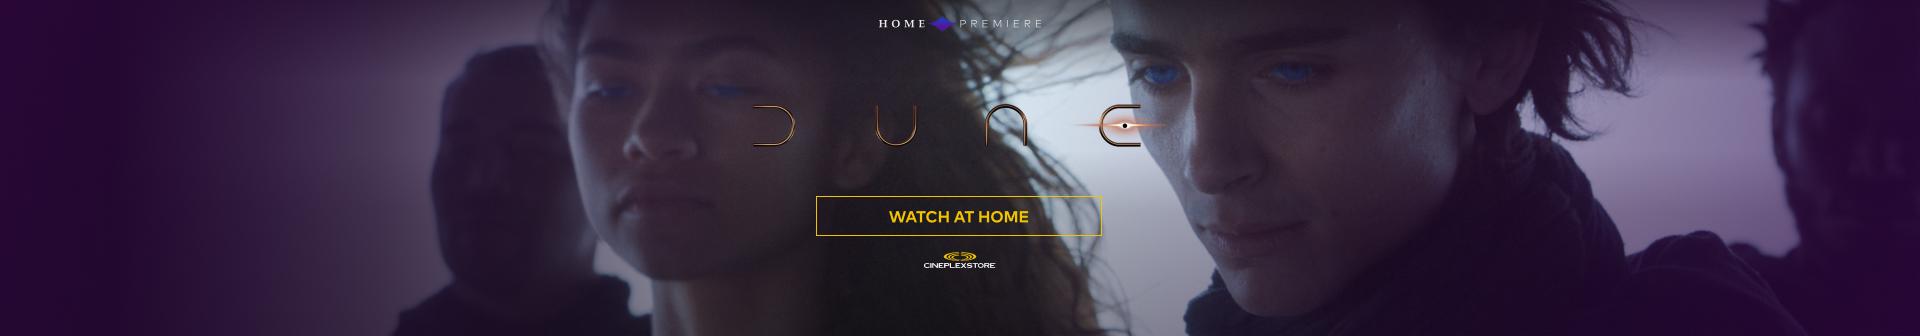 HOME PREMIERE
DUNE
WATCH AT HOME
CINEPLEXSTORE